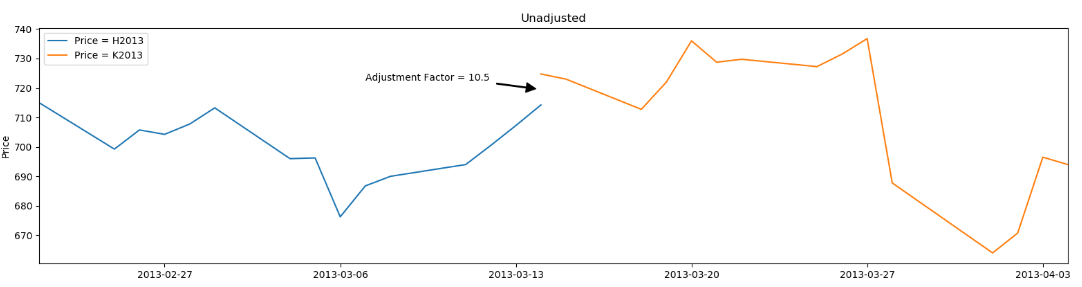 Unadjusted
740
730
720
710
700
690
680
670
Price
Price = H2013
Price = K2013
Adjustment Factor = 10.5
2013-02-27
2013-03-06
2013-03-13
2013-03-20
2013-03-27
2013-04-03